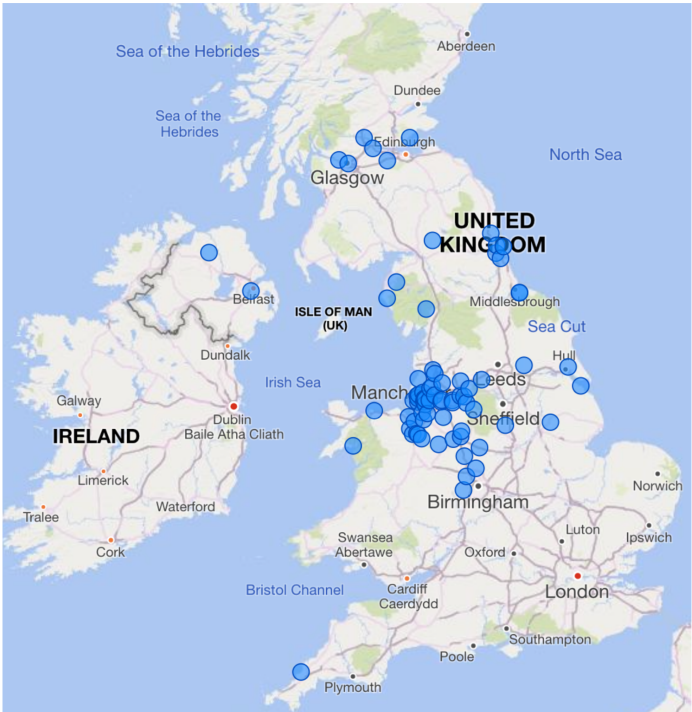 Sea of the Hebrides
Aberdeen
Dundee
Sea of the
Hebrides
Edinburgh
North Sea
Glasgow
UNITED
KINGDOM
Belfast
ISLE OF MAN
(UK)
Middlesbrough
Sea Cut
Dundalk
Hull
Irish Sea
eeds
Manch
Galway
Sheffield
Dublin
Baile Atha Cliath
IRELAND
Limerick
Norwich
Birmingham
Waterford
Tralee
Cork
Swansea
Abertawe
Luton
Ipswich
Oxford
Bristol Channel
Cardiff
Caerdydd
London
Southampton
Poole
Plymouth